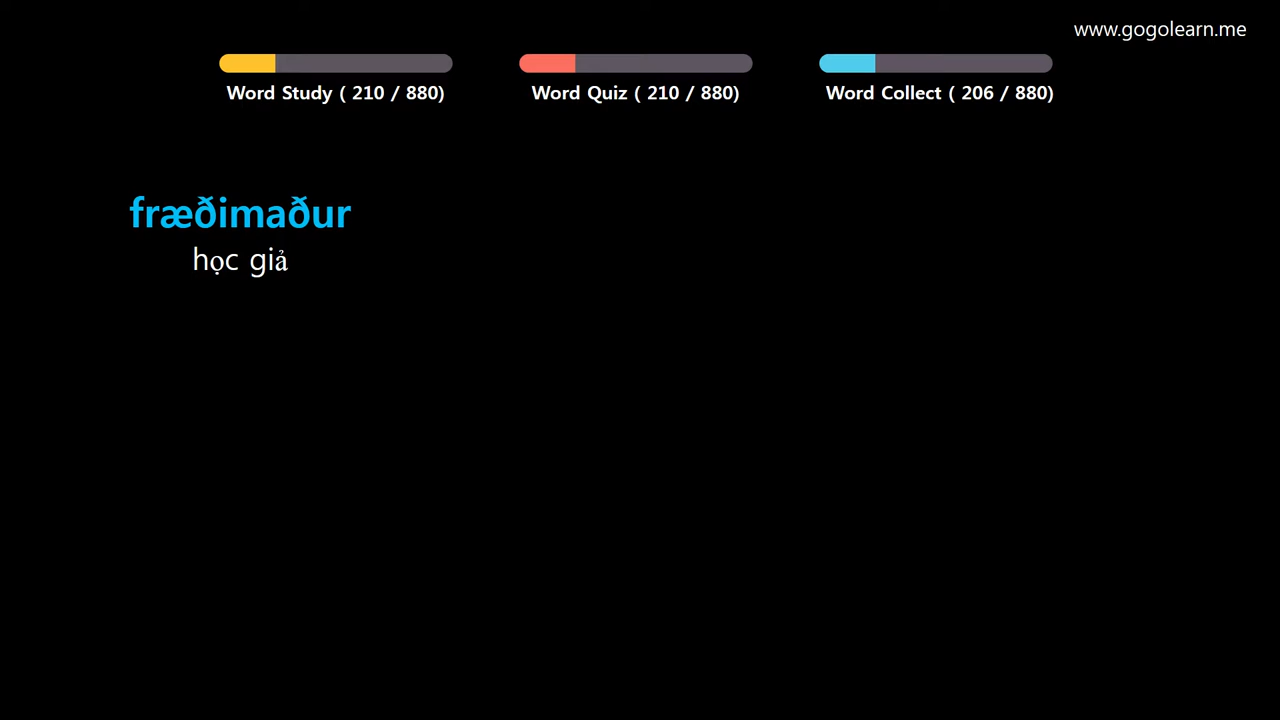 www.gogolearn.me
Word Study ( 210 / 880)
Word Quiz ( 210 / 880)
Word Collect ( 206 / 880)
fræðimaður
học giả